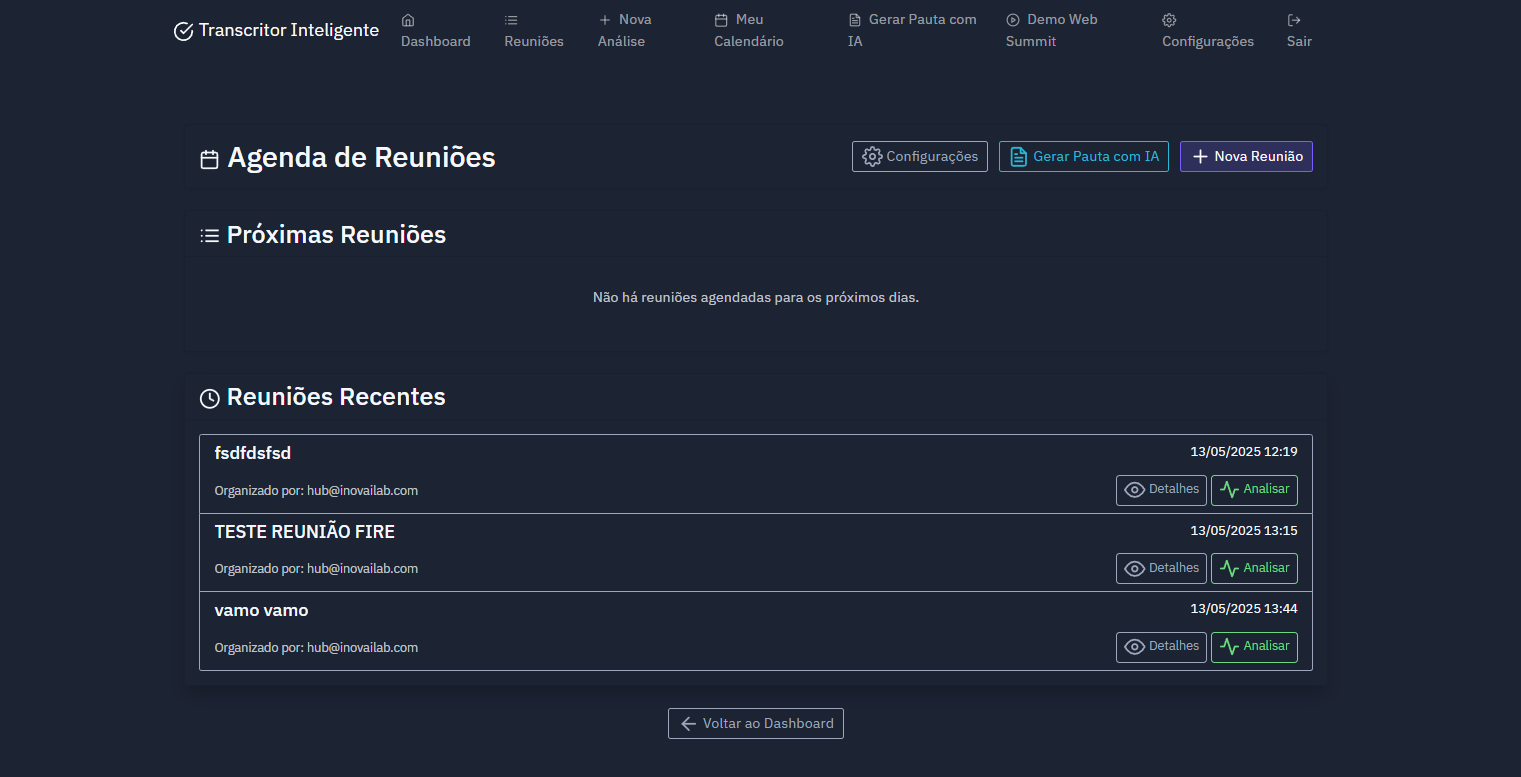 Transcritor Inteligente
Dashboard
Reuniões
Nova
Análise
Meu
Calendário
Gerar Pauta com
IA
Demo Web
Summit
Configurações
Sair
Agenda de Reuniões
Configurações
Gerar Pauta com IA
Nova Reunião
Próximas Reuniões
Não há reuniões agendadas para os próximos dias.
Reuniões Recentes
fsdfdsfsd
13/05/2025 12:19
Organizado por: hub@inovailab.com
Detalhes
Analisar
TESTE REUNIÃO FIRE
13/05/2025 13:15
Organizado por: hub@inovailab.com
Detalhes
Analisar
vamo vamo
13/05/2025 13:44
Organizado por: hub@inovailab.com
Detalhes
Analisar
Voltar ao Dashboard